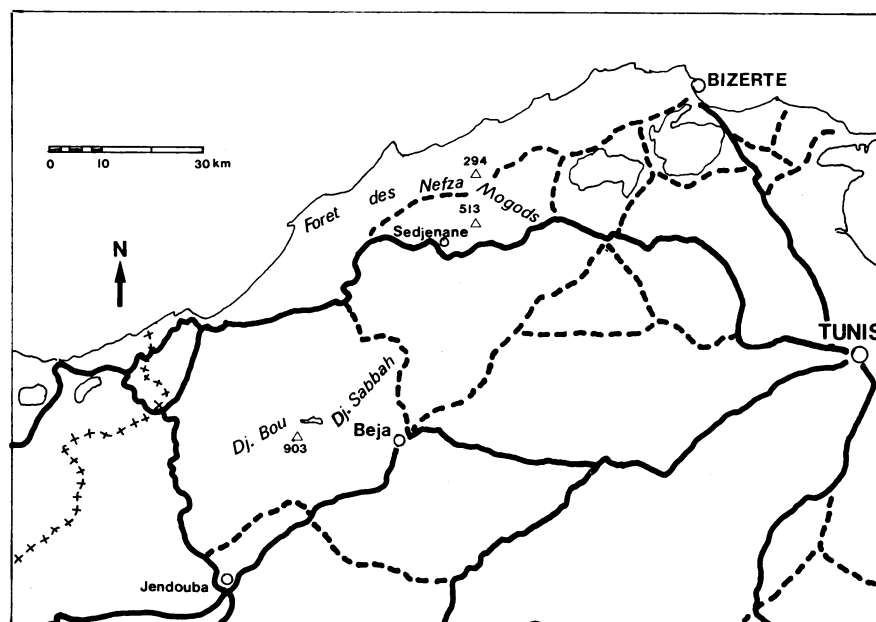 BIZERTE
0 10 30 km
294
Foret des Nefza
Mogods
513
Sedjenane
N
TUNIS
Dj. Bou
Dj. Sabbah
903
Beja
Jendouba